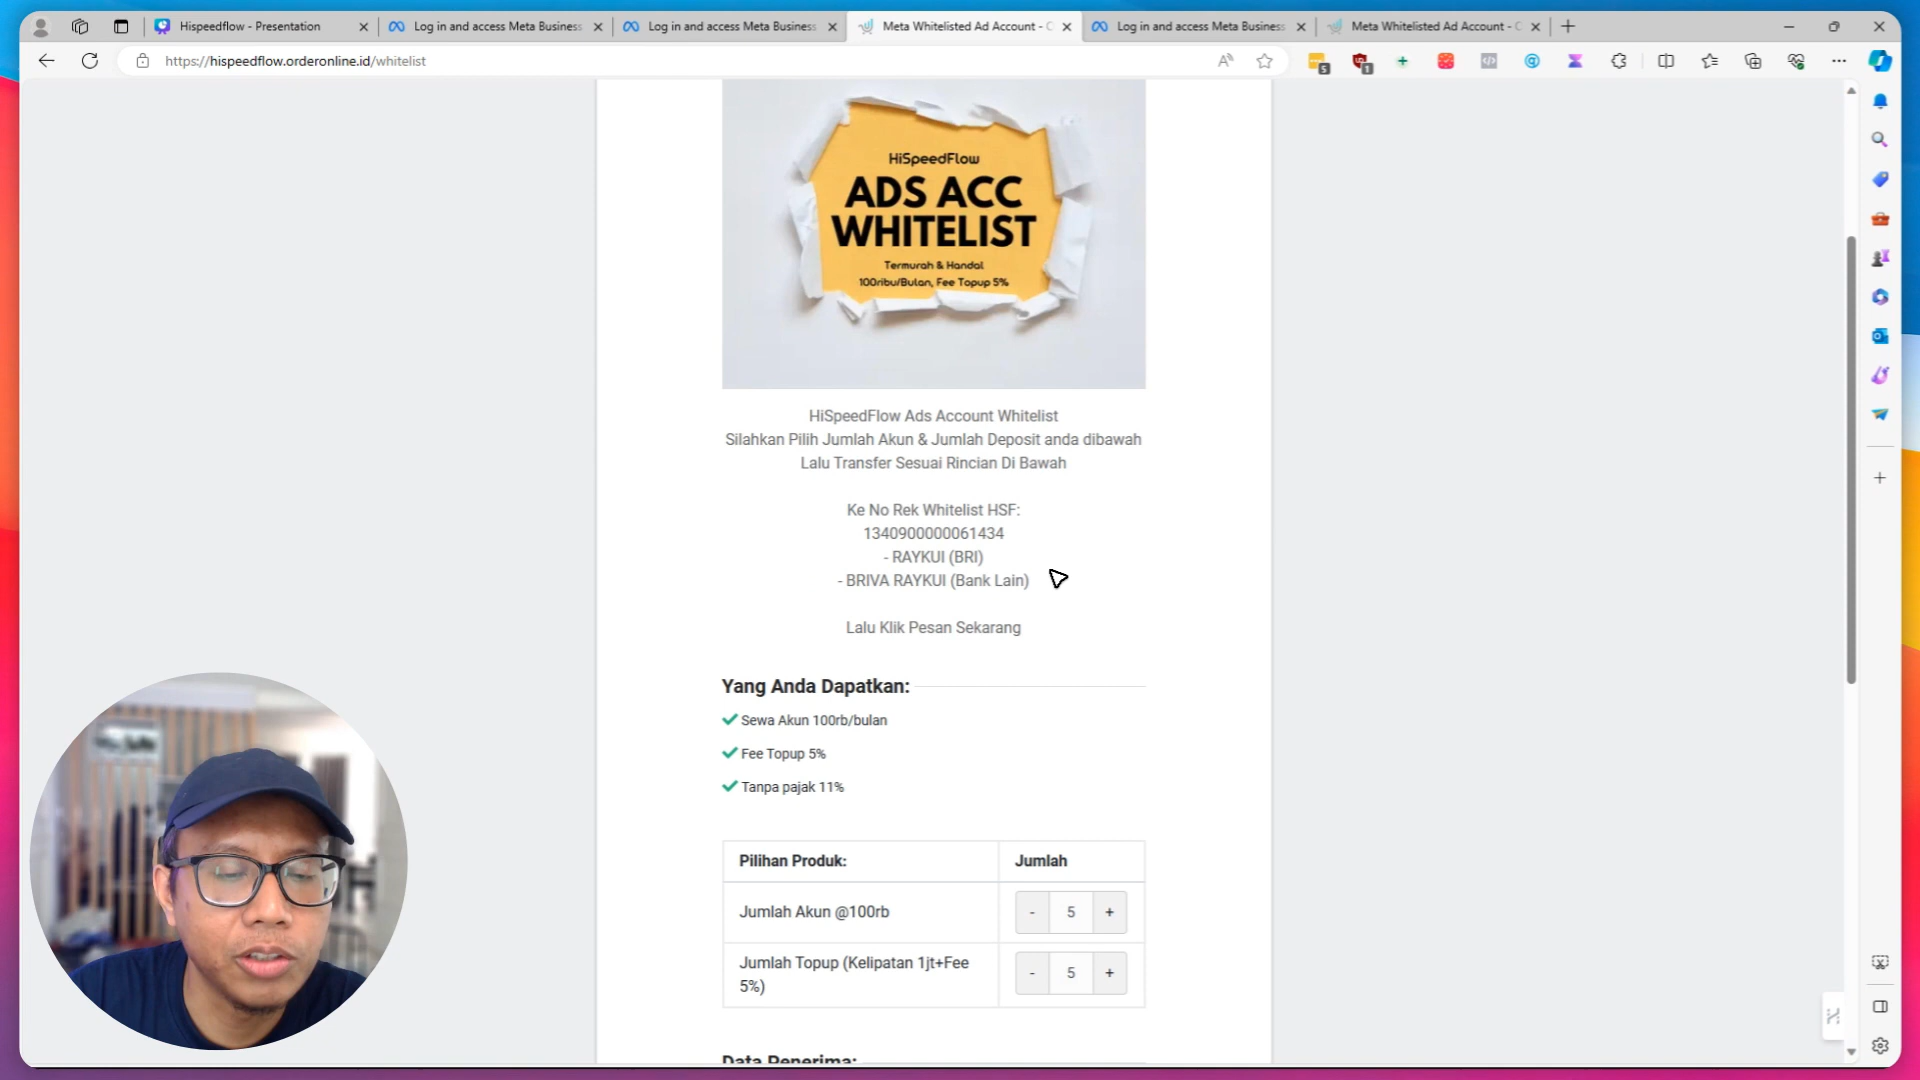 Hispeedflow - Presentation
Log in and access Meta Business
Log in and access Meta Business
Meta Whitelisted Ad Account - C
Log in and access Meta Business
Meta Whitelisted Ad Account - C
https://hispeedflow.orderonline.id/whitelist
HiSpeedFlow
ADS ACC
WHITELIST
Termurah & Handal
100ribu/Bulan, Fee Topup 5%
HiSpeedFlow Ads Account Whitelist
Silahkan Pilih Jumlah Akun & Jumlah Deposit anda dibawah
Lalu Transfer Sesuai Rincian Di Bawah
Ke No Rek Whitelist HSF:
1340900000061434
- RAYKUI (BRI)
- BRIVA RAYKUI (Bank Lain)
Lalu Klik Pesan Sekarang
Yang Anda Dapatkan:
Sewa Akun 100rb/bulan
Fee Topup 5%
Tanpa pajak 11%
Pilihan Produk: Jumlah
Jumlah Akun @100rb - 5 +
Jumlah Topup (Kelipatan 1jt+Fee
5%) - 5 +
Data Penerima: